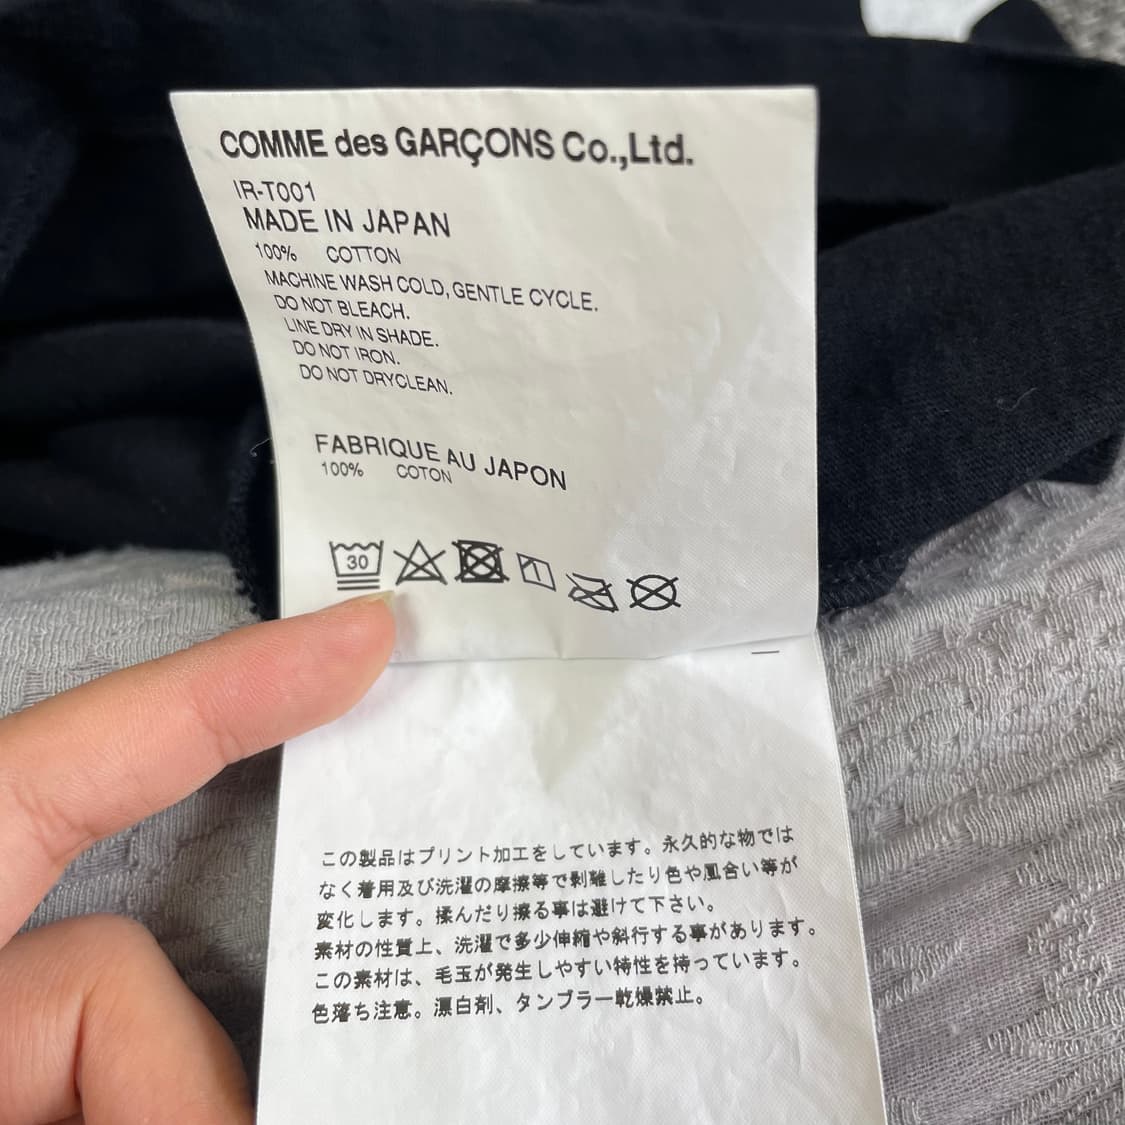 COMME des GARÇONS Co.,Ltd.
IR-T001
MADE IN JAPAN
100% COTTON
MACHINE WASH COLD, GENTLE CYCLE.
DO NOT BLEACH.
LINE DRY IN SHADE.
DO NOT IRON.
DO NOT DRYCLEAN.
FABRIQUE AU JAPON
100% COTON
30
この製品はプリント加工をしています。永久的な物では
なく着用及び洗濯の摩擦等で剥離したり色や風合い等が
変化します。揉んだり擦る事は避けて下さい。
素材の性質上、洗濯で多少伸縮や斜行する事があります。
この素材は、毛玉が発生しやすい特性を持っています。
色落ち注意。漂白剤、タンブラー乾燥禁止。